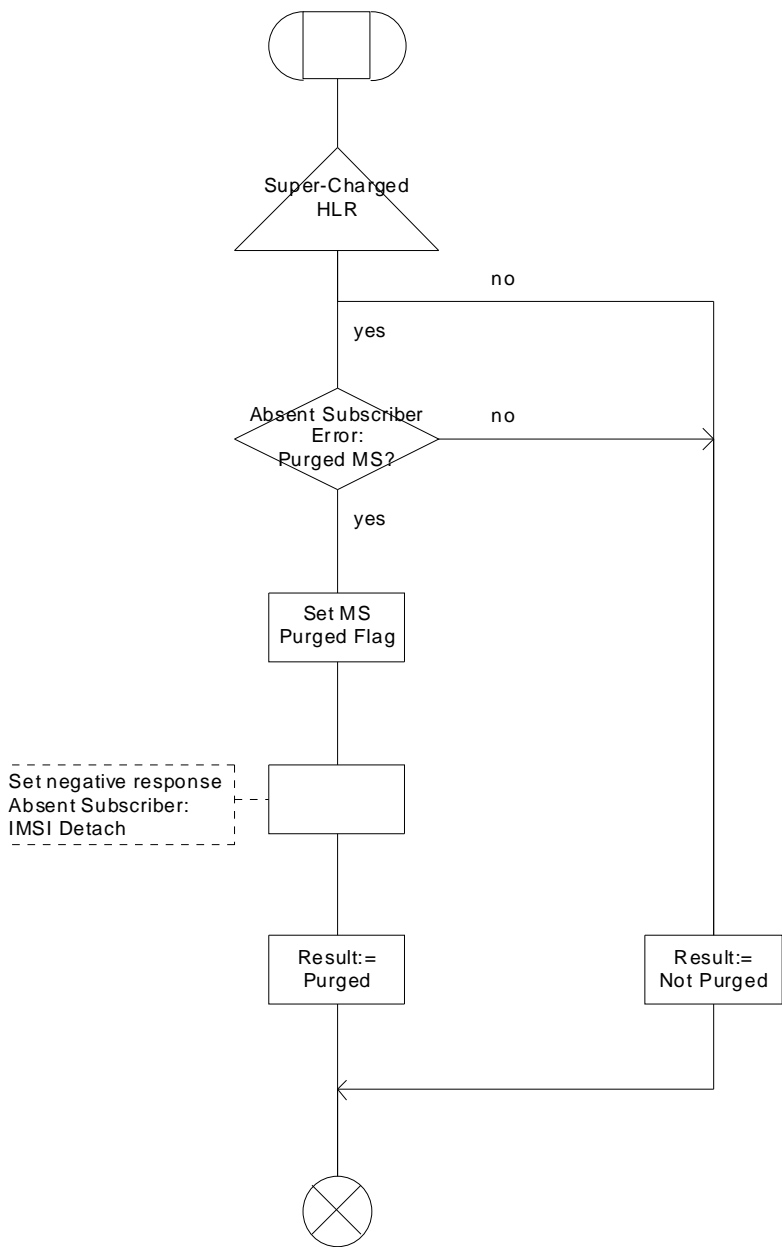 Super-Charged
HLR
no
yes
Absent Subscriber
Error:
Purged MS?
no
yes
Set MS
Purged Flag
Set negative response
Absent Subscriber:
IMSI Detach
Result:=
Purged
Result:=
Not Purged